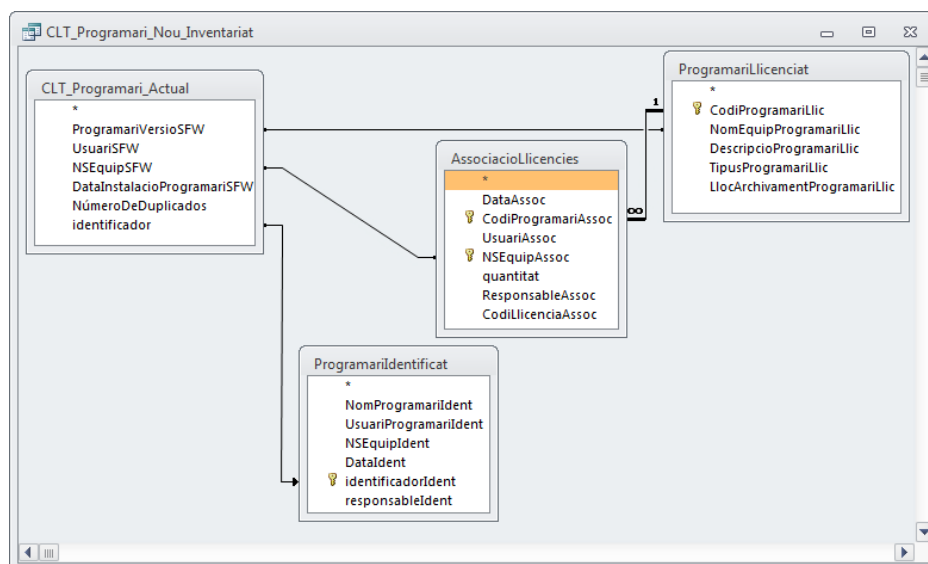 CLT_Programari_Nou_Inventariat
CLT_Programari_Actual
*
ProgramariVersioSFW
UsuariSFW
NSEquipSFW
DataInstalacioProgramariSFW
NúmeroDeDuplicados
identificador
AssociacioLlicencies
*
DataAssoc
CodiProgramariAssoc
UsuariAssoc
NSEquipAssoc
quantitat
ResponsableAssoc
CodiLlicenciaAssoc
ProgramariLlicenciat
*
CodiProgramariLlic
NomEquipProgramariLlic
DescripcioProgramariLlic
TipusProgramariLlic
LlocArchivamentProgramariLlic
1
∞
ProgramariIdentificat
*
NomProgramariIdent
UsuariProgramariIdent
NSEquipIdent
DataIdent
identificadorIdent
responsableIdent